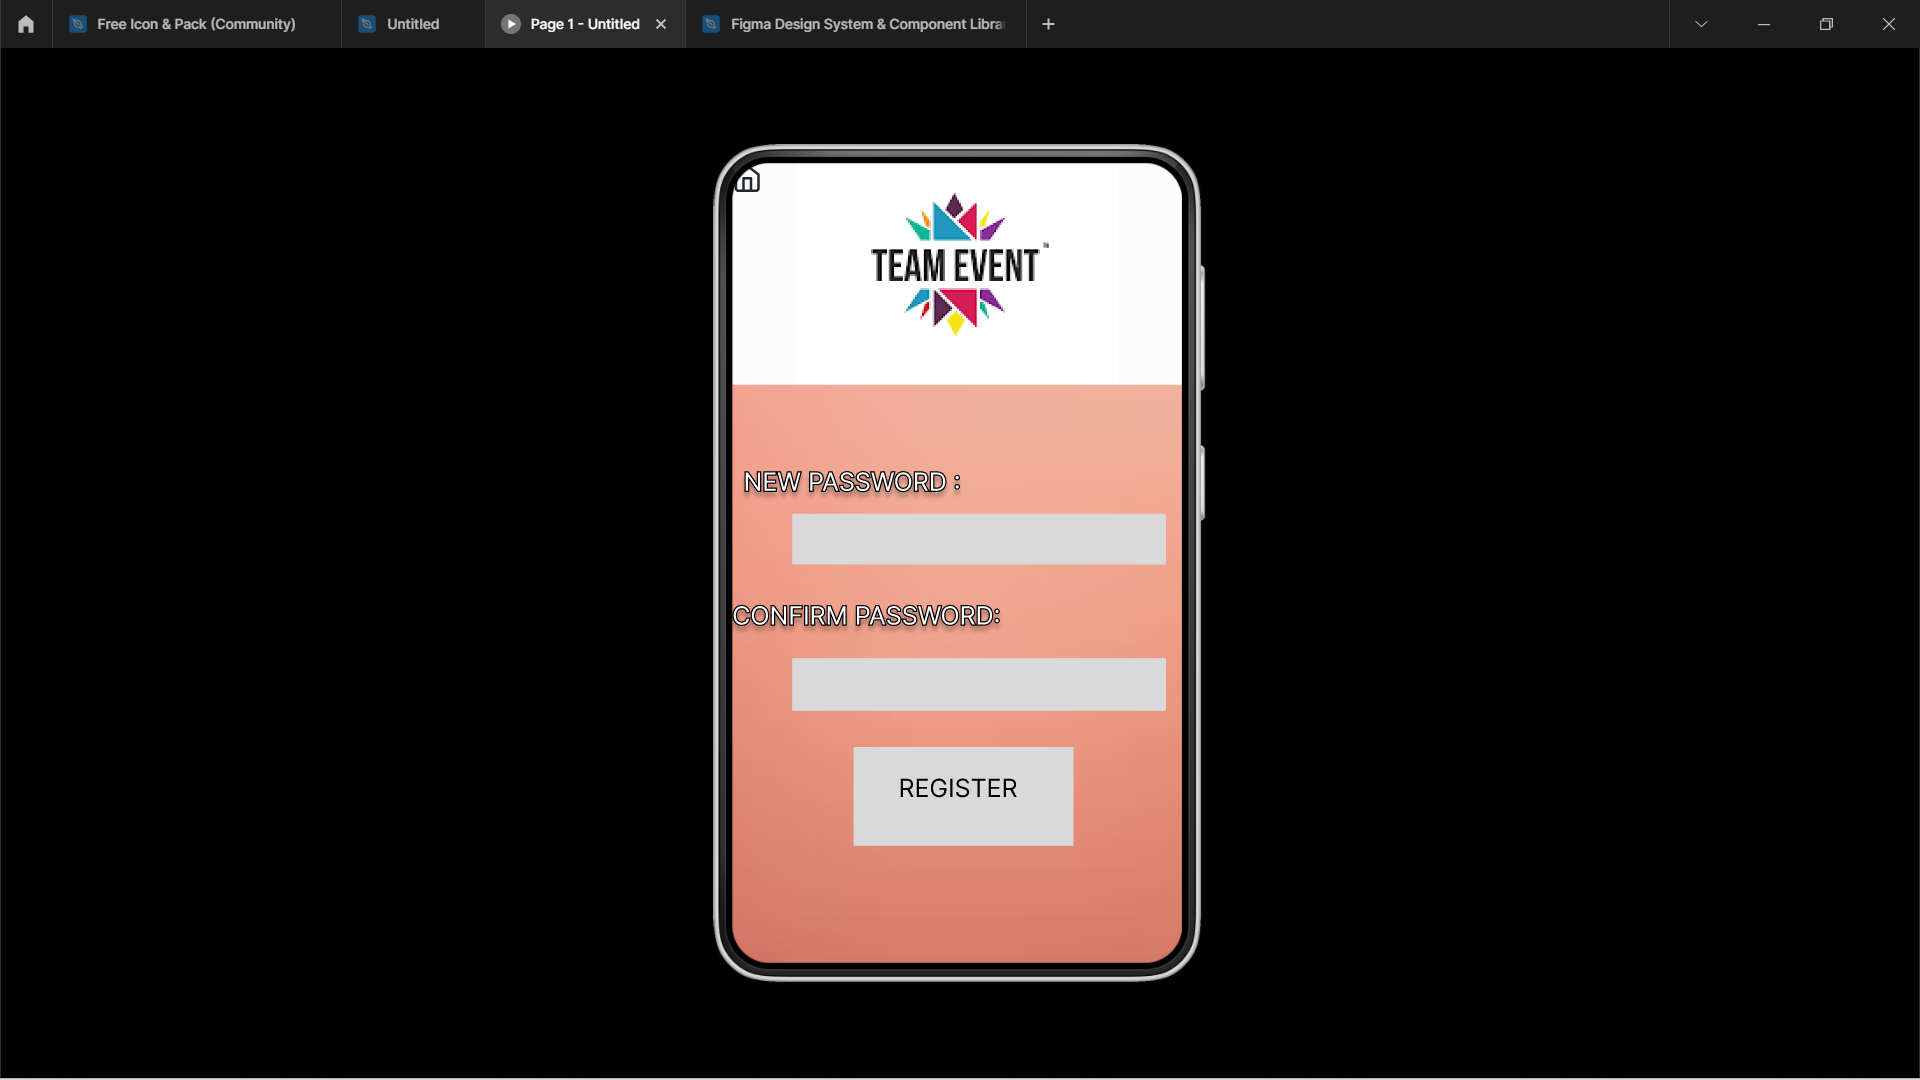 Free Icon & Pack (Community)
Untitled
Page 1 - Untitled
Figma Design System & Component Libra
TEAM EVENT™
NEW PASSWORD :
CONFIRM PASSWORD:
REGISTER